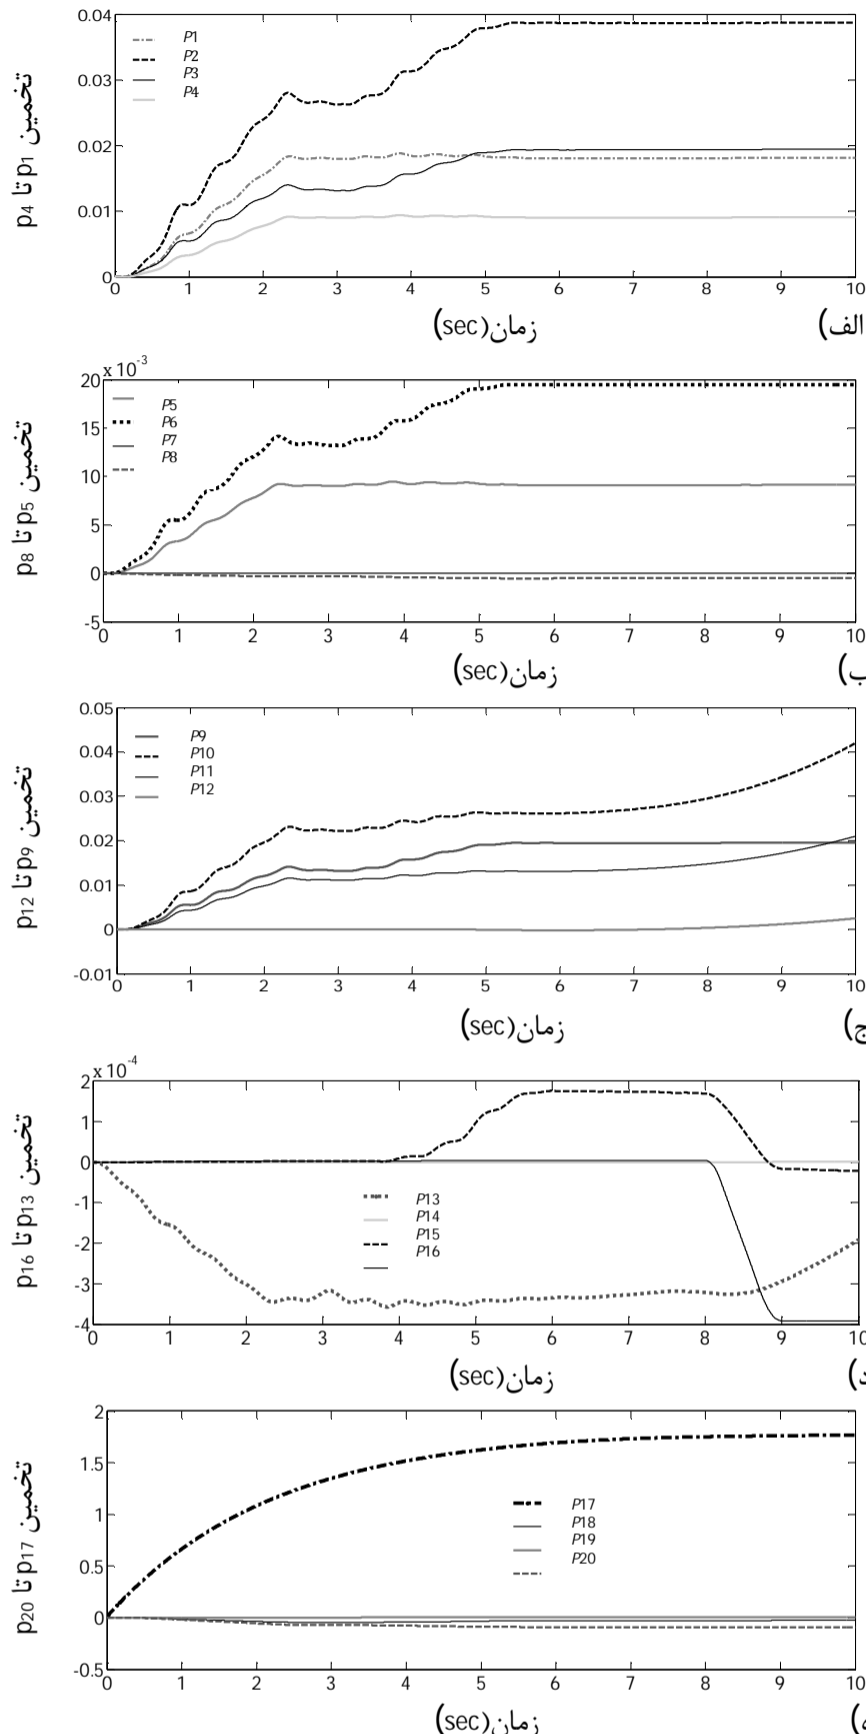 0.04
0.03
0.02
0.01
0
P1
P2
P3
P4
تخمین p1 تا p4
0 1 2 3 4 5 6 7 8 9 10
زمان(sec)
الف)
x 10-3
20
15
10
5
0
-5
P5
P6
P7
P8
تخمین p5 تا p8
0 1 2 3 4 5 6 7 8 9 10
زمان(sec)
ب)
0.05
0.04
0.03
0.02
0.01
0
-0.01
P9
P10
P11
P12
تخمین p9 تا p12
0 1 2 3 4 5 6 7 8 9 10
زمان(sec)
ج)
x 10-4
2
1
0
-1
-2
-3
-4
P13
P14
P15
P16
تخمین p13 تا p16
0 1 2 3 4 5 6 7 8 9 10
زمان(sec)
د)
2
1.5
1
0.5
0
-0.5
P17
P18
P19
P20
تخمین p17 تا p20
0 1 2 3 4 5 6 7 8 9 10
زمان(sec)